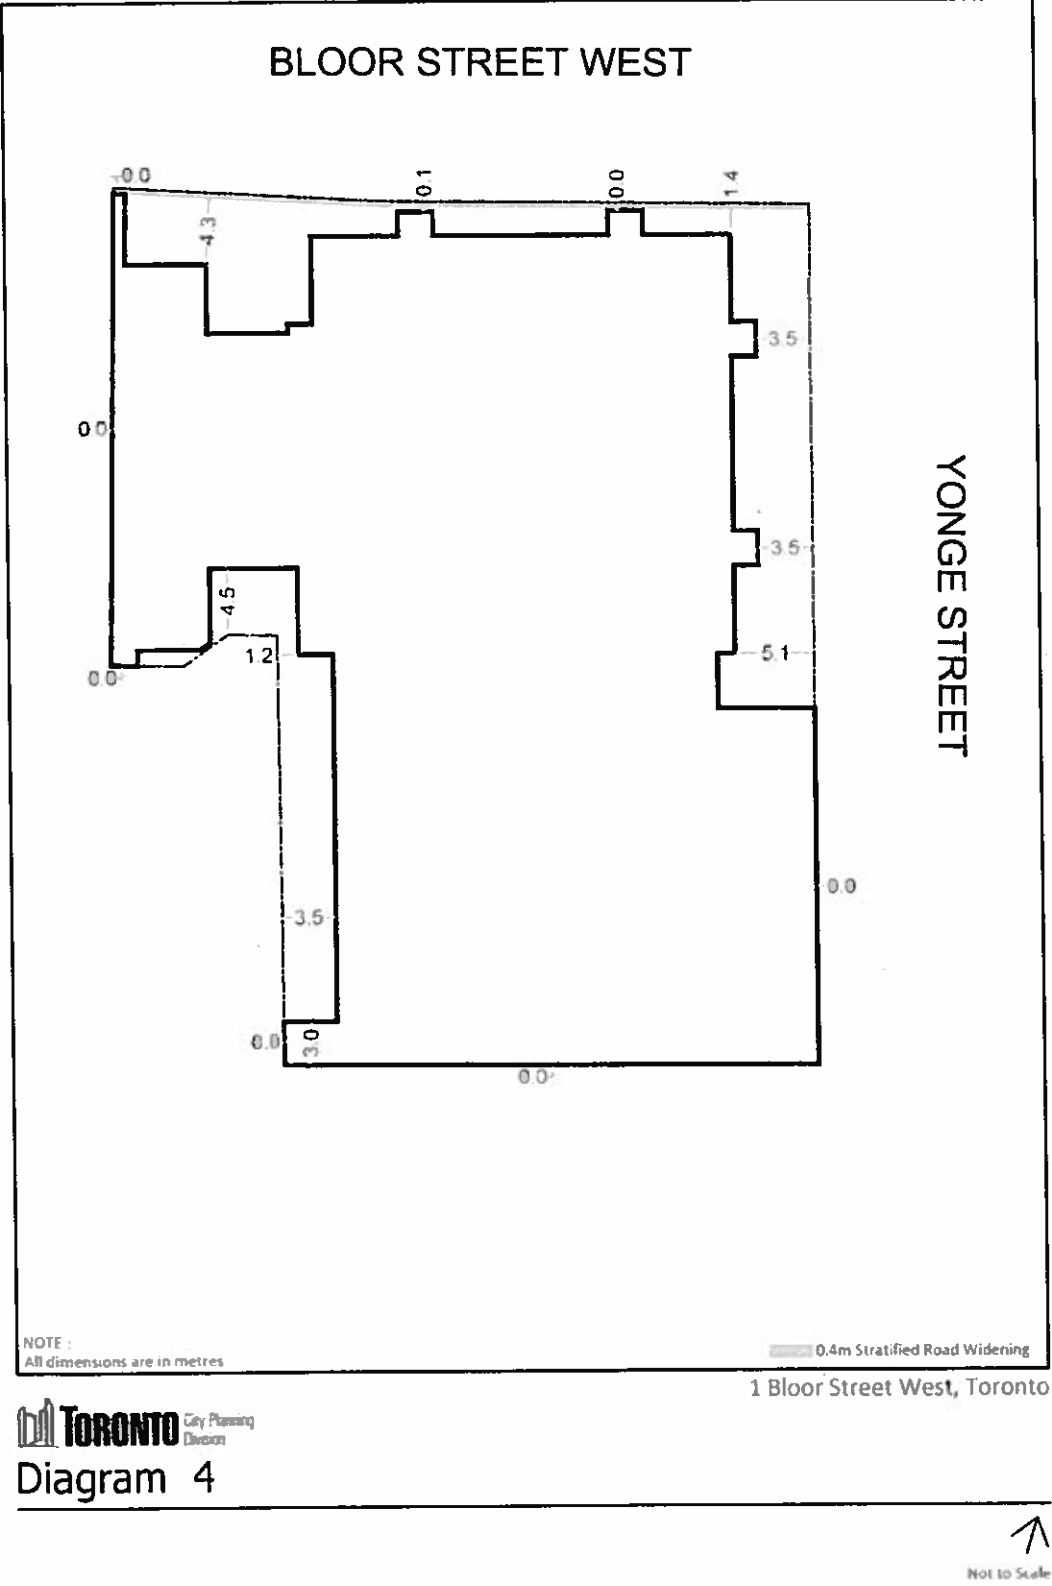 BLOOR STREET WEST
0.0
0.1
0.0
1.4
4.3
3.5
0.0
YONGE STREET
3.5
4.5
1.2
5.1
0.0
0.0
3.5
0.0
3.0
0.0
NOTE :
All dimensions are in metres
0.4m Stratified Road Widening
1 Bloor Street West, Toronto
TORONTO City Planning
Division
Diagram 4
Not to Scale